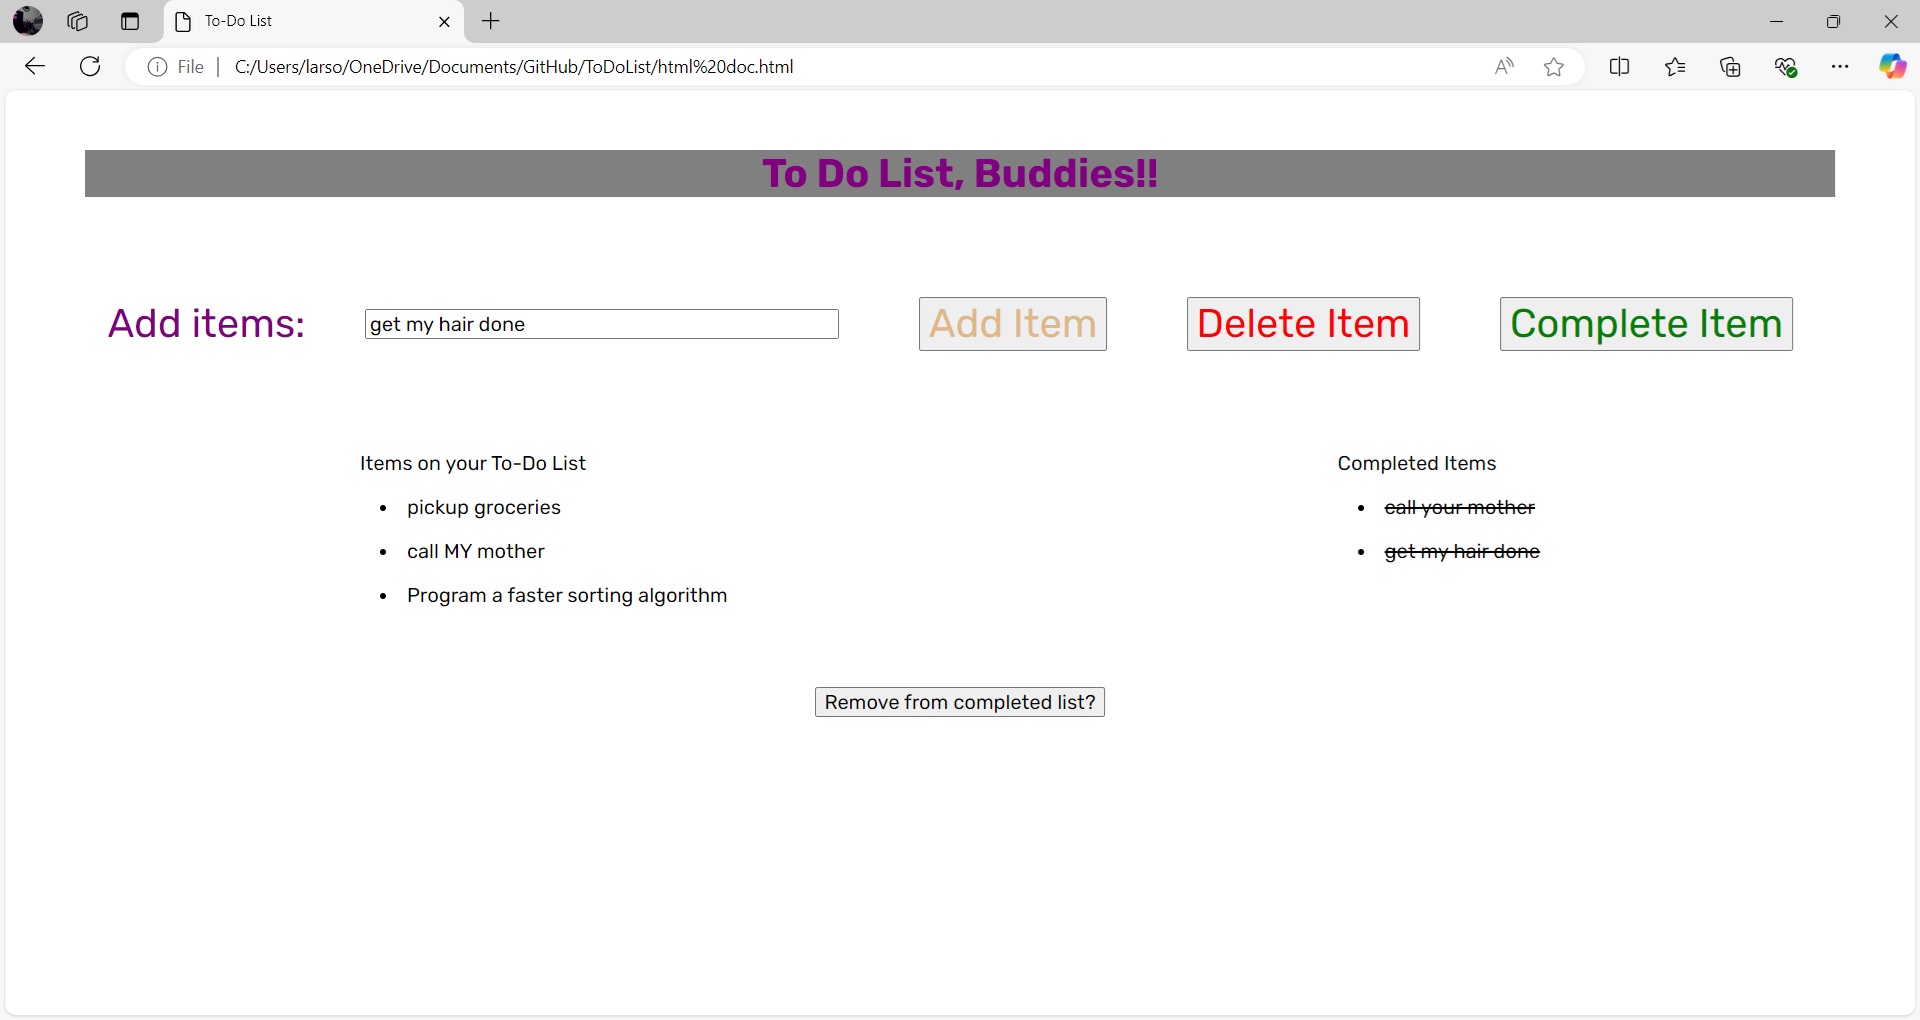 To-Do List
File
C:/Users/larso/OneDrive/Documents/GitHub/ToDoList/html%20doc.html
To Do List, Buddies!!
Add items:
get my hair done
Add Item
Delete Item
Complete Item
Items on your To-Do List
pickup groceries
call MY mother
Program a faster sorting algorithm
Completed Items
call your mother
get my hair done
Remove from completed list?